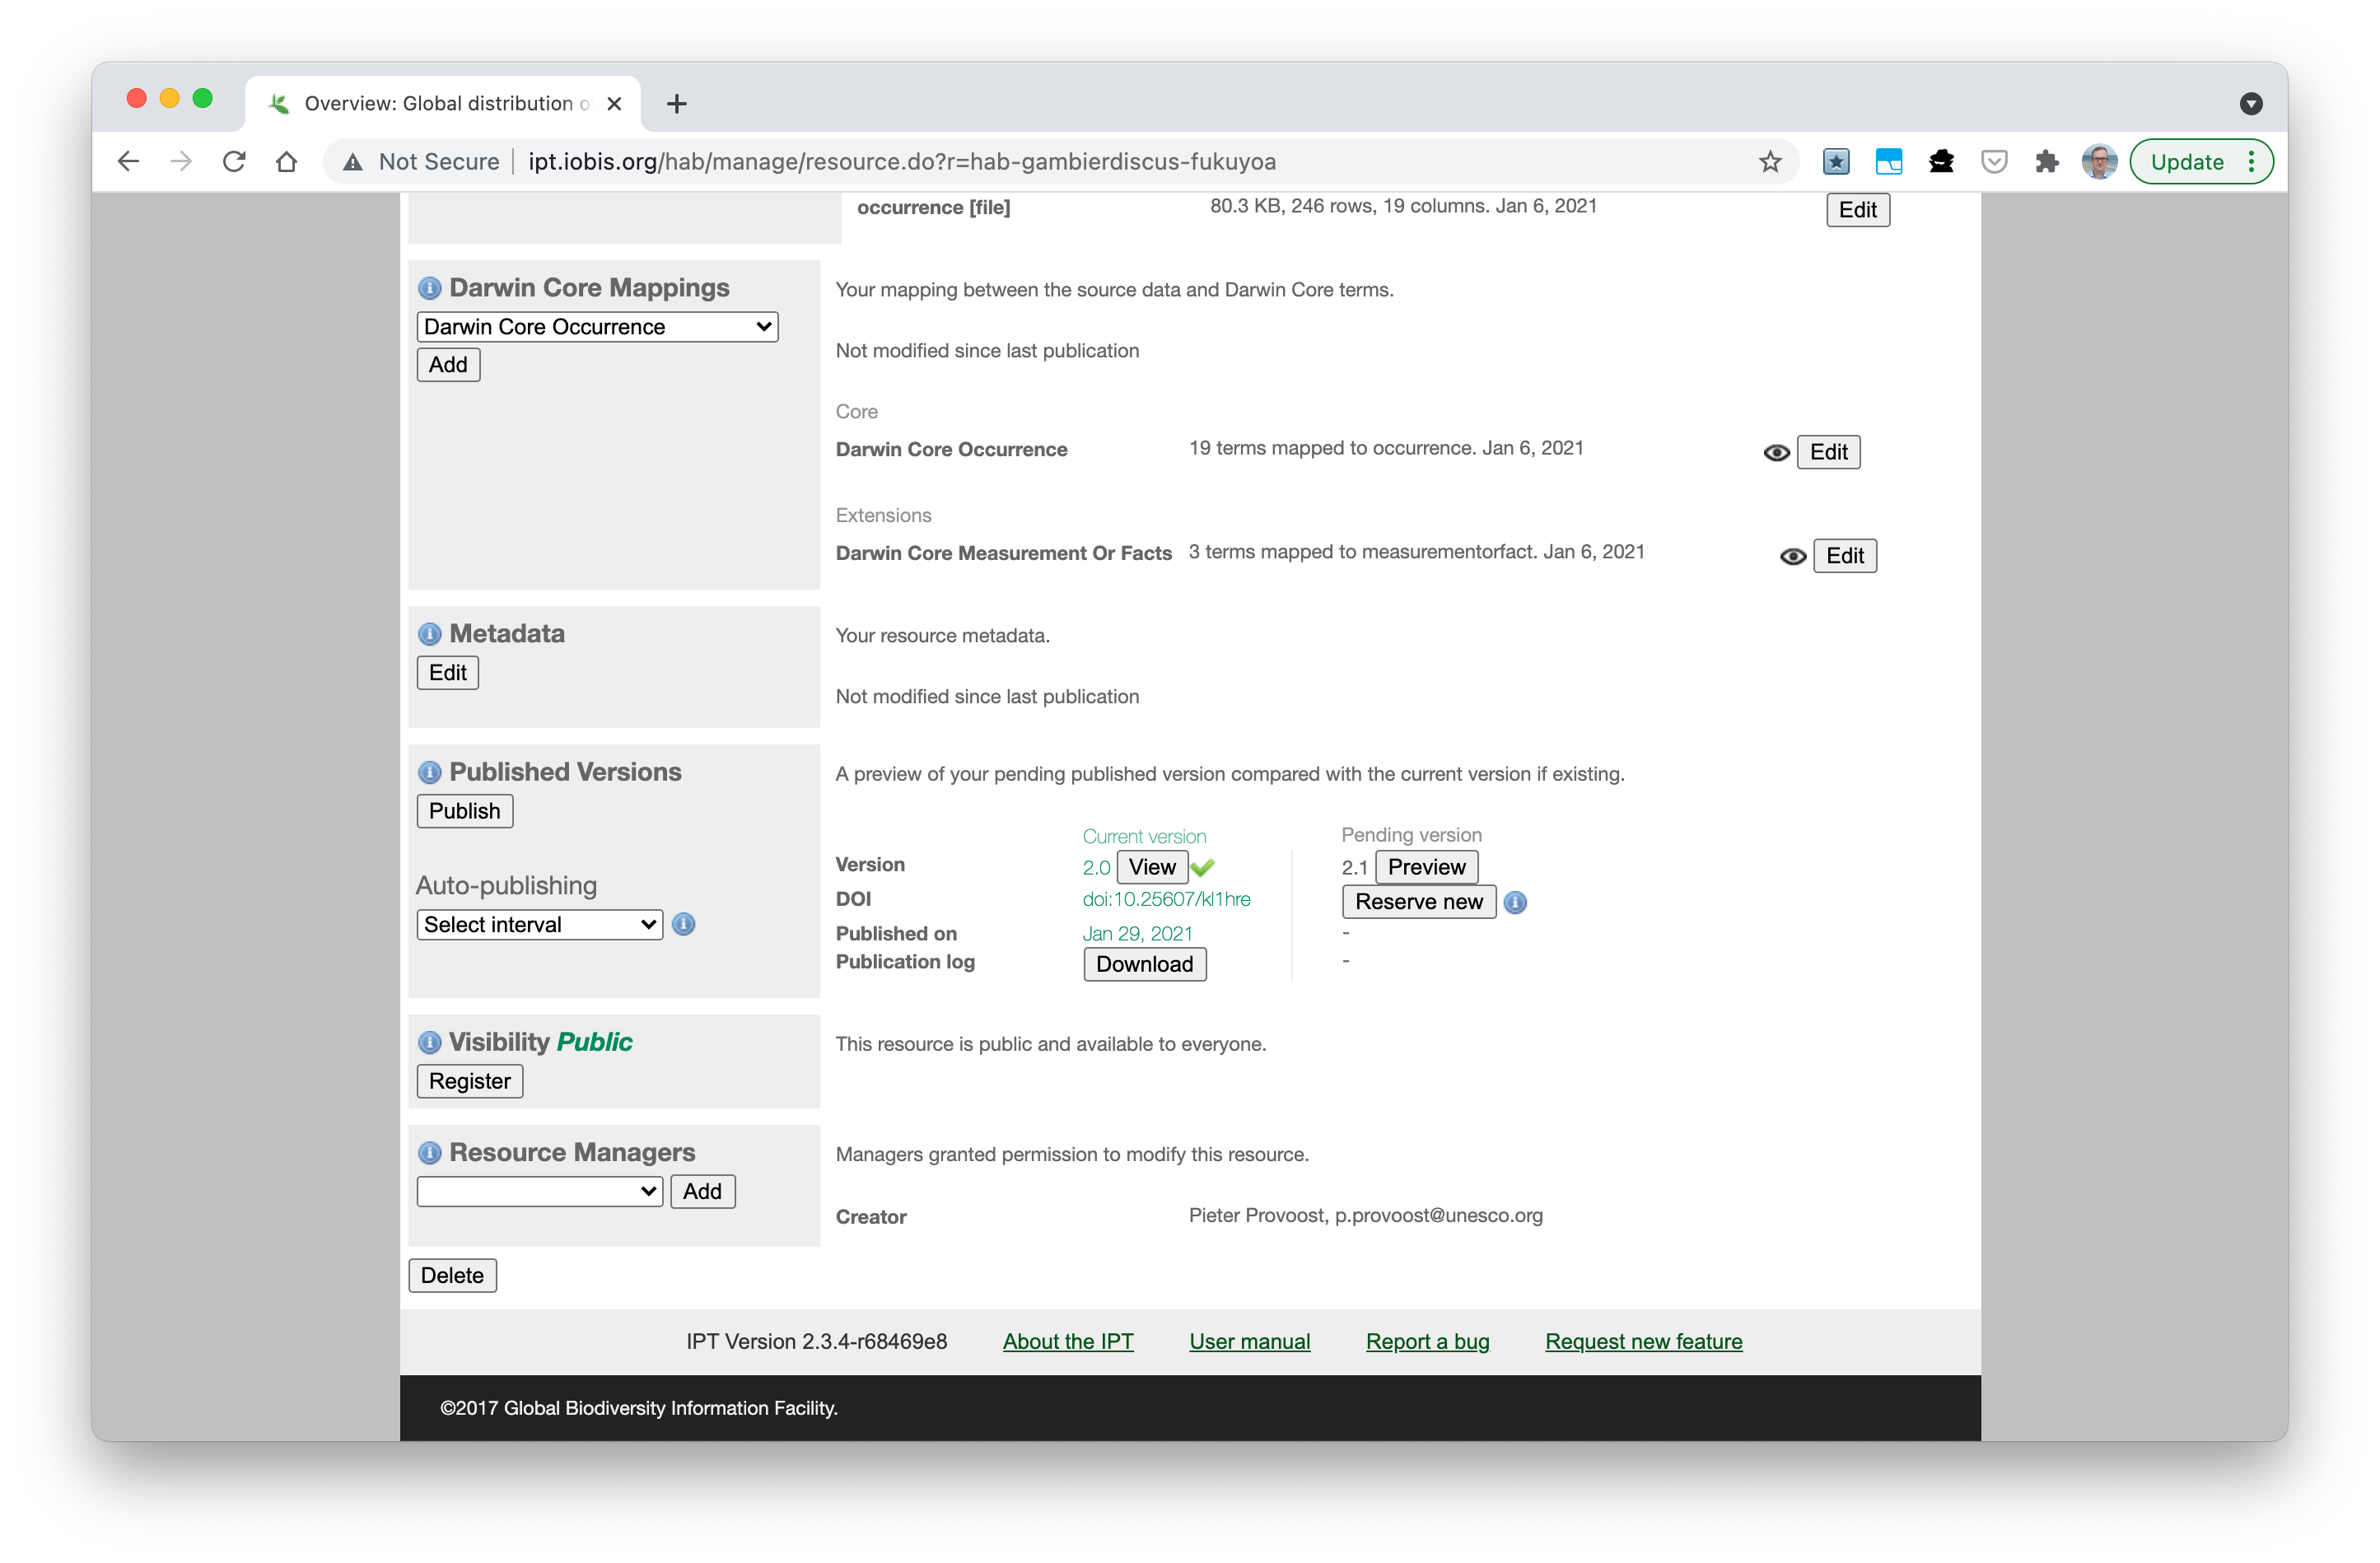 Overview: Global distribution o
Not Secure
ipt.iobis.org/hab/manage/resource.do?r=hab-gambierdiscus-fukuyoa
Update
occurrence [file] 80.3 KB, 246 rows, 19 columns. Jan 6, 2021 Edit
Darwin Core Mappings
Darwin Core Occurrence
Add
Your mapping between the source data and Darwin Core terms.
Not modified since last publication
Core
Darwin Core Occurrence 19 terms mapped to occurrence. Jan 6, 2021 Edit
Extensions
Darwin Core Measurement Or Facts 3 terms mapped to measurementorfact. Jan 6, 2021 Edit
Metadata
Edit
Your resource metadata.
Not modified since last publication
Published Versions
Publish
Auto-publishing
Select interval
A preview of your pending published version compared with the current version if existing.
Current version Pending version
Version 2.0 View 2.1 Preview
DOI doi:10.25607/kl1hre Reserve new
Published on Jan 29, 2021 -
Publication log Download -
Visibility Public
Register
This resource is public and available to everyone.
Resource Managers
Add
Managers granted permission to modify this resource.
Creator Pieter Provoost, p.provoost@unesco.org
Delete
IPT Version 2.3.4-r68469e8 About the IPT User manual Report a bug Request new feature
©2017 Global Biodiversity Information Facility.